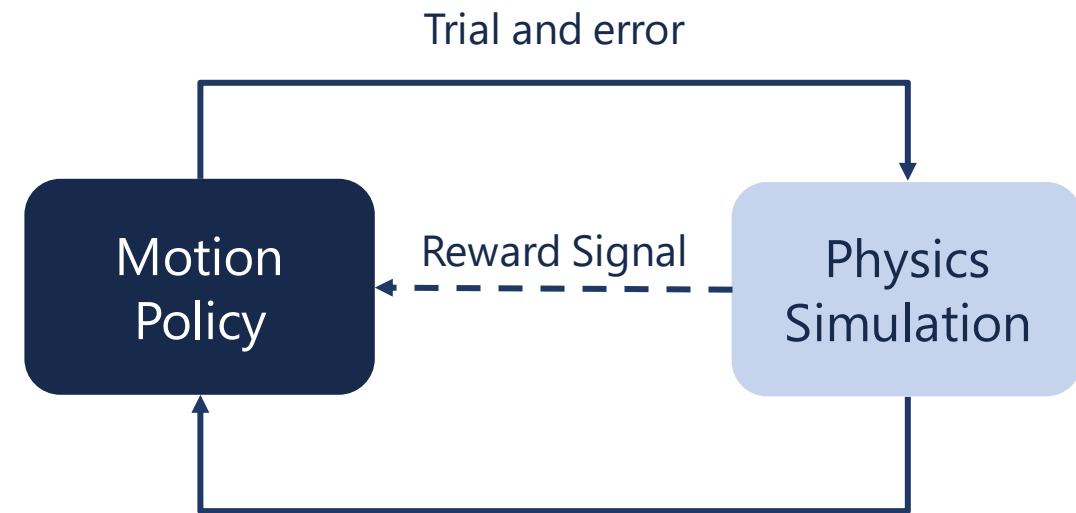 Trial and error
Motion
Policy
Reward Signal
Physics
Simulation